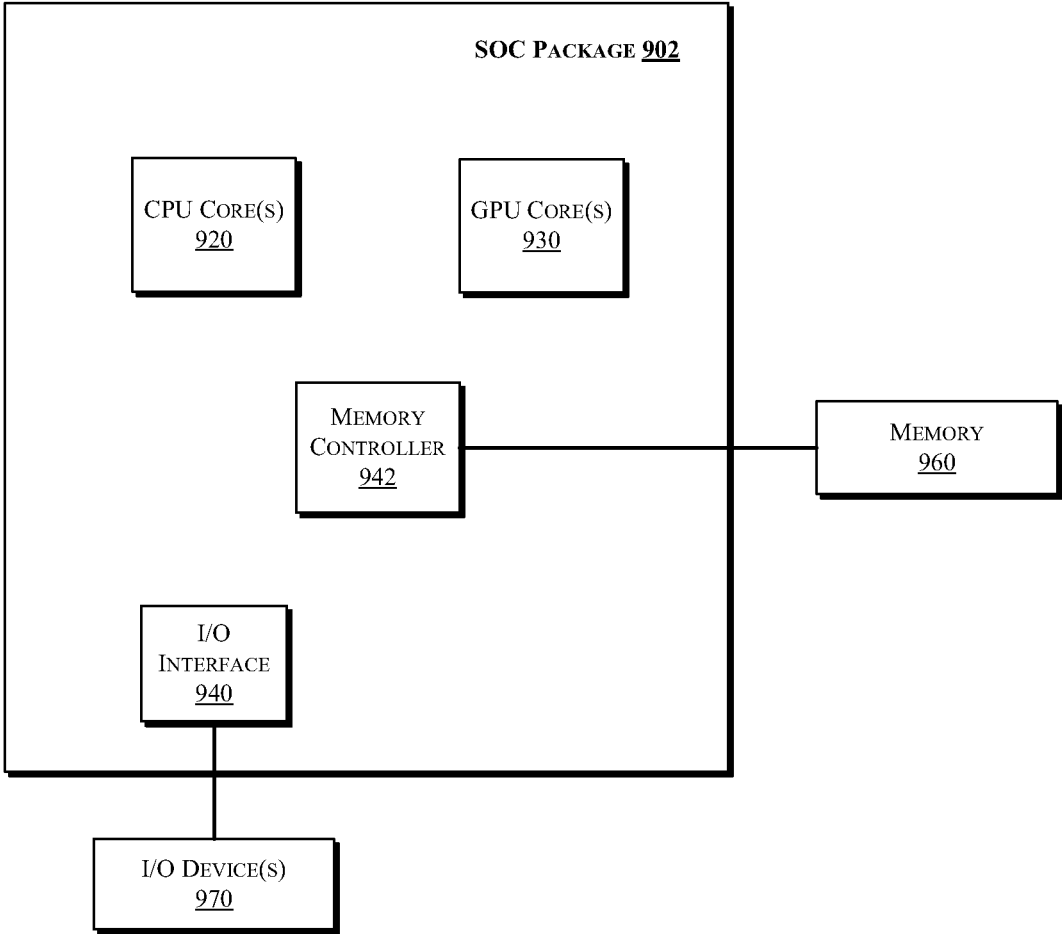 SOC PACKAGE 902
CPU CORE(S)
920
GPU CORE(S)
930
MEMORY
CONTROLLER
942
MEMORY
960
I/O
INTERFACE
940
I/O DEVICE(S)
970